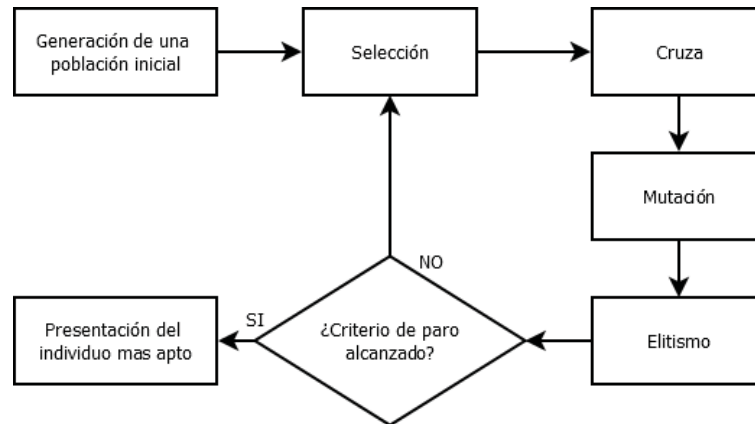 Generación de una
población inicial
Selección
Cruza
Mutación
Elitismo
¿Criterio de paro
alcanzado?
NO
SI
Presentación del
individuo mas apto